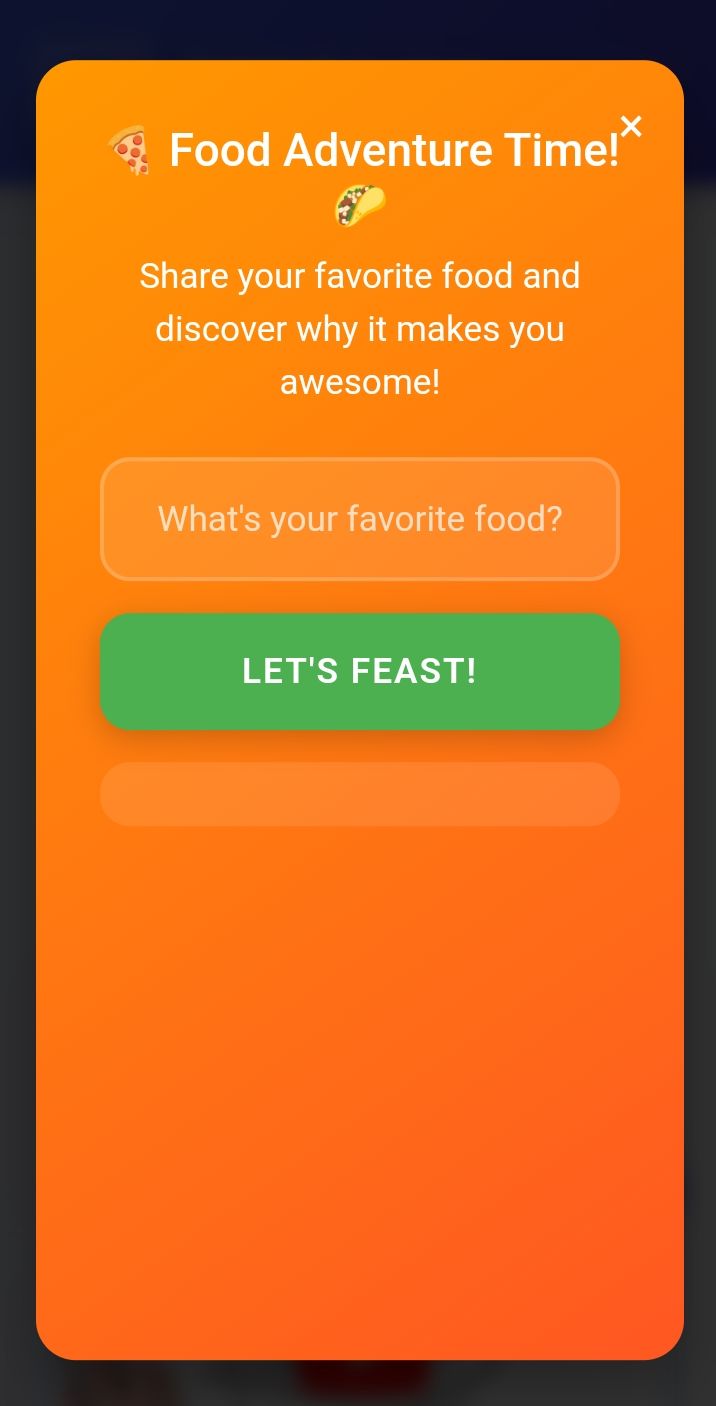 🍕 Food Adventure Time!
×
🌮
Share your favorite food and
discover why it makes you
awesome!
What's your favorite food?
LET'S FEAST!